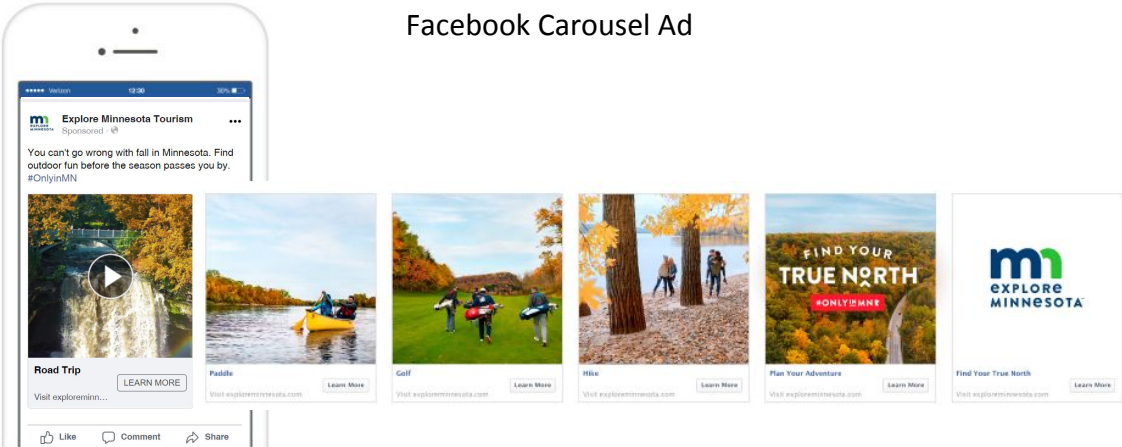 Facebook Carousel Ad
Verizon 12:30 30%
mn
EXPLORE
MINNESOTA
Explore Minnesota Tourism
Sponsored
You can't go wrong with fall in Minnesota. Find
outdoor fun before the season passes you by.
#OnlyinMN
Road Trip
LEARN MORE
Visit exploreminn...
Paddle
Learn More
Visit exploreminnesota.com
Golf
Learn More
Visit exploreminnesota.com
Hike
Learn More
Visit exploreminnesota.com
FIND YOUR
TRUE NORTH
#ONLYINMN
Plan Your Adventure
Learn More
Visit exploreminnesota.com
mn
explore
minnesota
Find Your True North
Learn More
Visit exploreminnesota.com
Like Comment Share